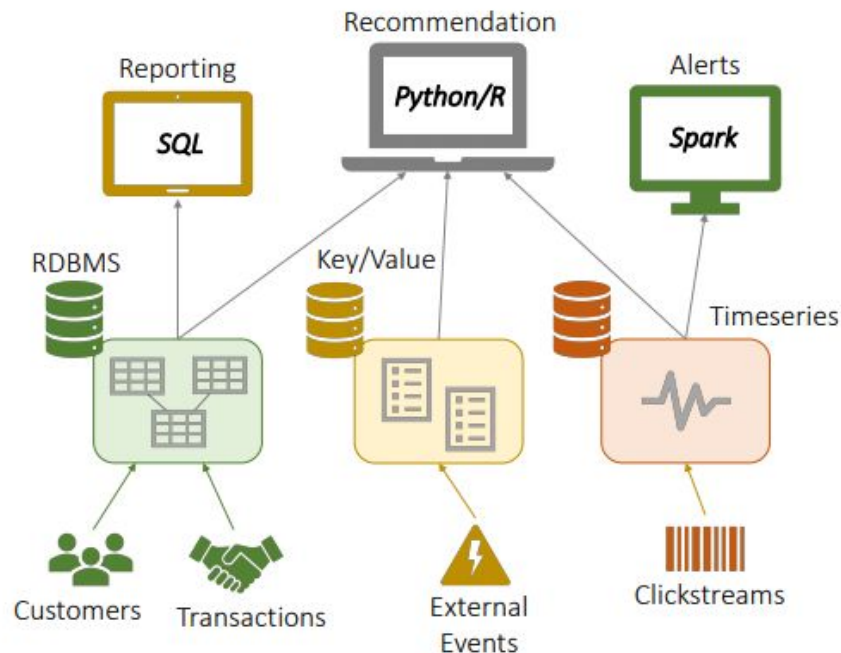 Recommendation
Reporting
Alerts
Python/R
SQL
Spark
RDBMS
Key/Value
Timeseries
Customers
Transactions
External
Events
Clickstreams